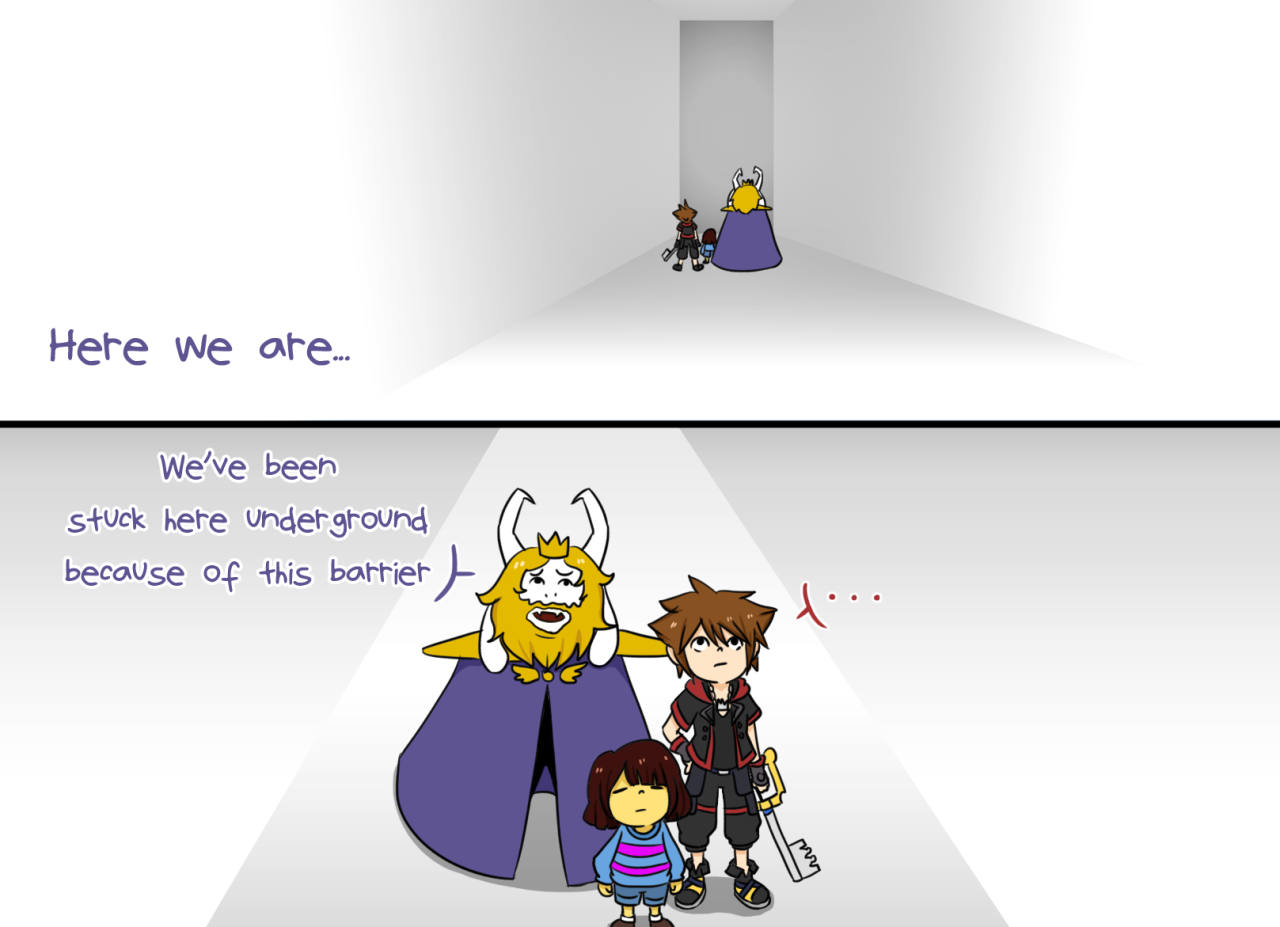 Here we are...
We've been
stuck here underground
because of this barrier
...